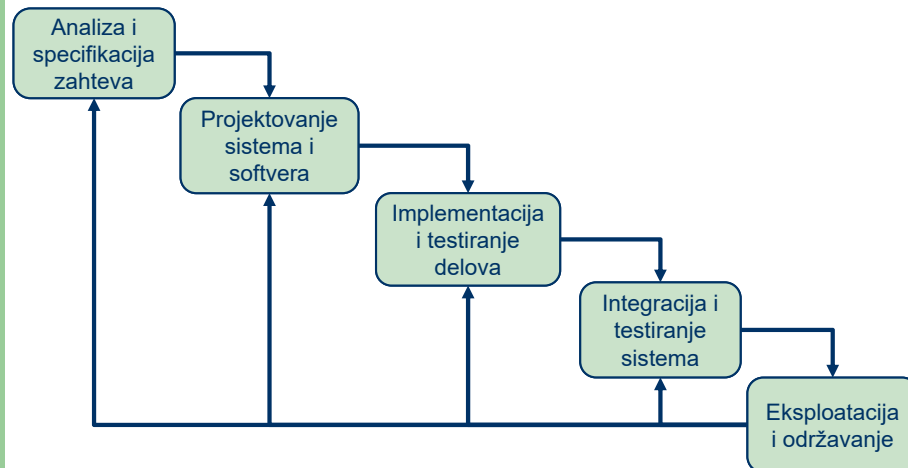 Analiza i
specifikacija
zahteva
Projektovanje
sistema i
softvera
Implementacija
i testiranje
delova
Integracija i
testiranje
sistema
Eksploatacija
i održavanje